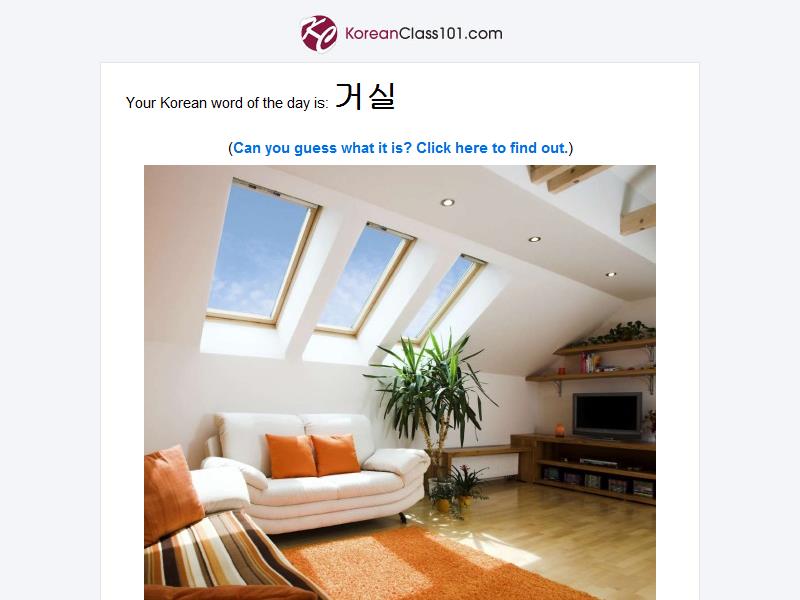 KC KoreanClass101.com
Your Korean word of the day is: 거실
(Can you guess what it is? Click here to find out.)